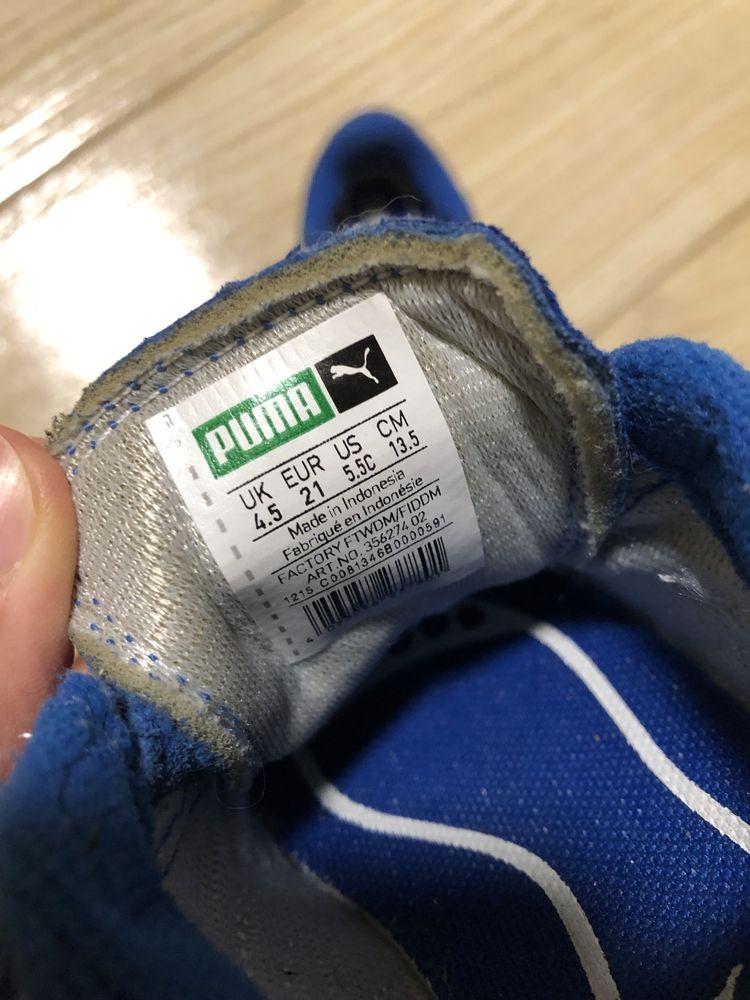 PUMA
UK EUR US CM
4.5 21 5.5C 13.5
Made in Indonesia
Fabriqué en Indonésie
FACTORY FTWDM/FIDDM
ART.NO. 356274 02
1215 C008134680000591